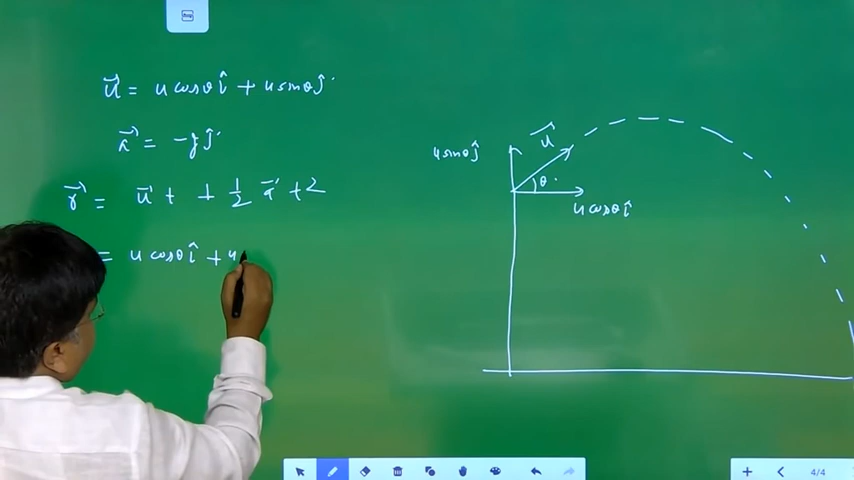 u⃗ = u cosθ î + u sinθ ĵ
a⃗ = -g ĵ
r⃗ = u⃗ t + 1/2 a⃗ t2
= u cosθ î + u
u sinθ ĵ
u⃗
θ
u cosθ î
4/4